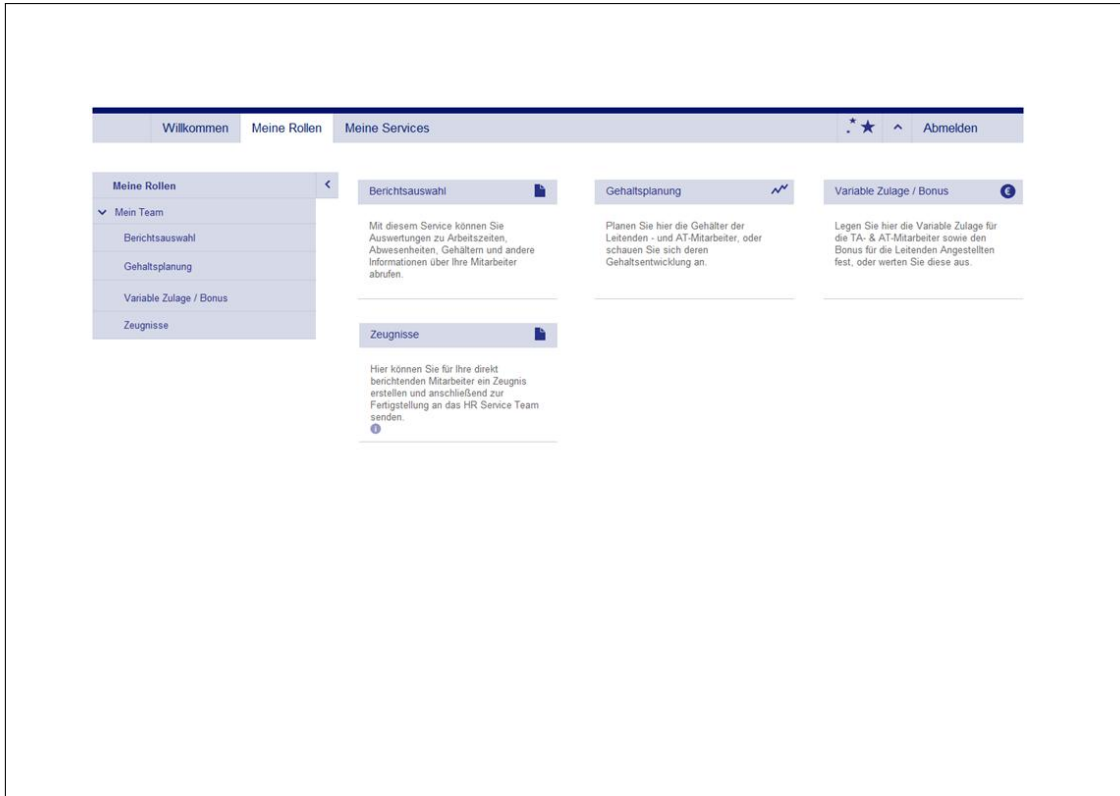 Willkommen
Meine Rollen
Meine Services
Abmelden
Meine Rollen
Mein Team
Berichtsauswahl
Gehaltsplanung
Variable Zulage / Bonus
Zeugnisse
Berichtsauswahl
Mit diesem Service können Sie
Auswertungen zu Arbeitszeiten,
Abwesenheiten, Gehältern und andere
Informationen über Ihre Mitarbeiter
abrufen.
Gehaltsplanung
Planen Sie hier die Gehälter der
Leitenden - und AT-Mitarbeiter, oder
schauen Sie sich deren
Gehaltsentwicklung an.
Variable Zulage / Bonus
Legen Sie hier die Variable Zulage für
die TA- & AT-Mitarbeiter sowie den
Bonus für die Leitenden Angestellten
fest, oder werten Sie diese aus.
Zeugnisse
Hier können Sie für Ihre direkt
berichtenden Mitarbeiter ein Zeugnis
erstellen und anschließend zur
Fertigstellung an das HR Service Team
senden.